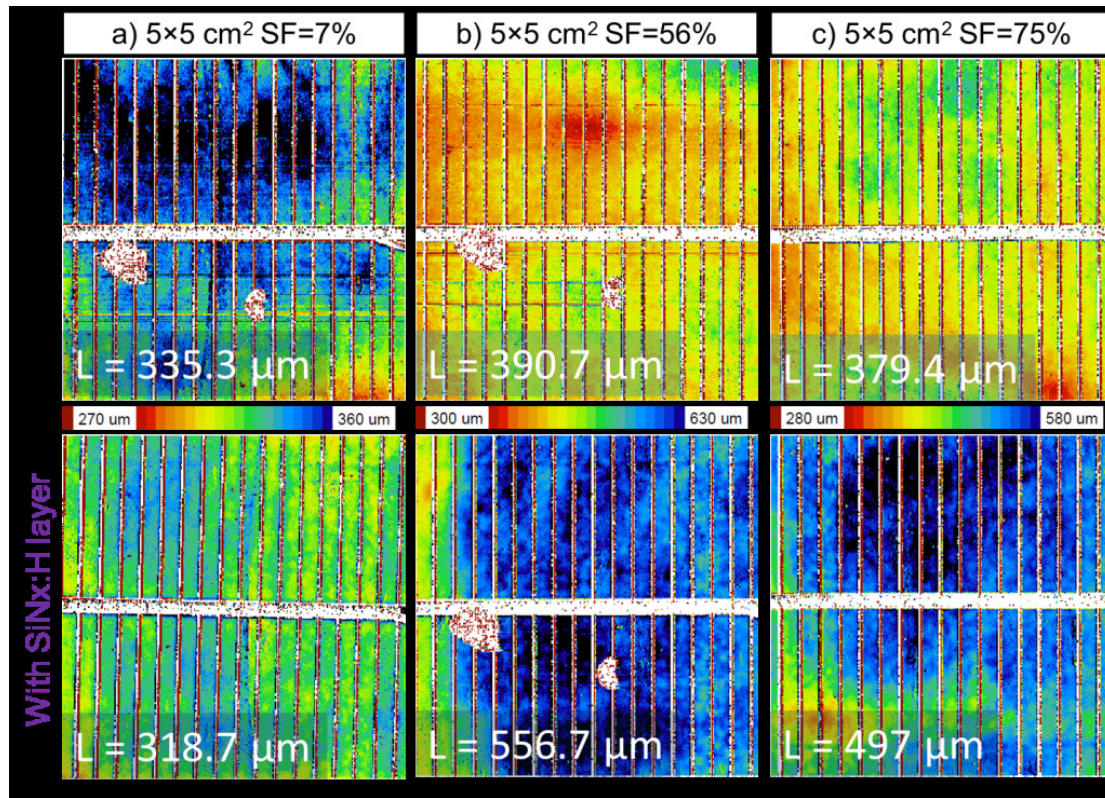 a) 5×5 cm² SF=7%
b) 5×5 cm² SF=56%
c) 5×5 cm² SF=75%
L = 335.3 µm
L = 390.7 µm
L = 379.4 µm
270 um 360 um
300 um 630 um
280 um 580 um
With SiNx:H layer
L = 318.7 µm
L = 556.7 µm
L = 497 µm